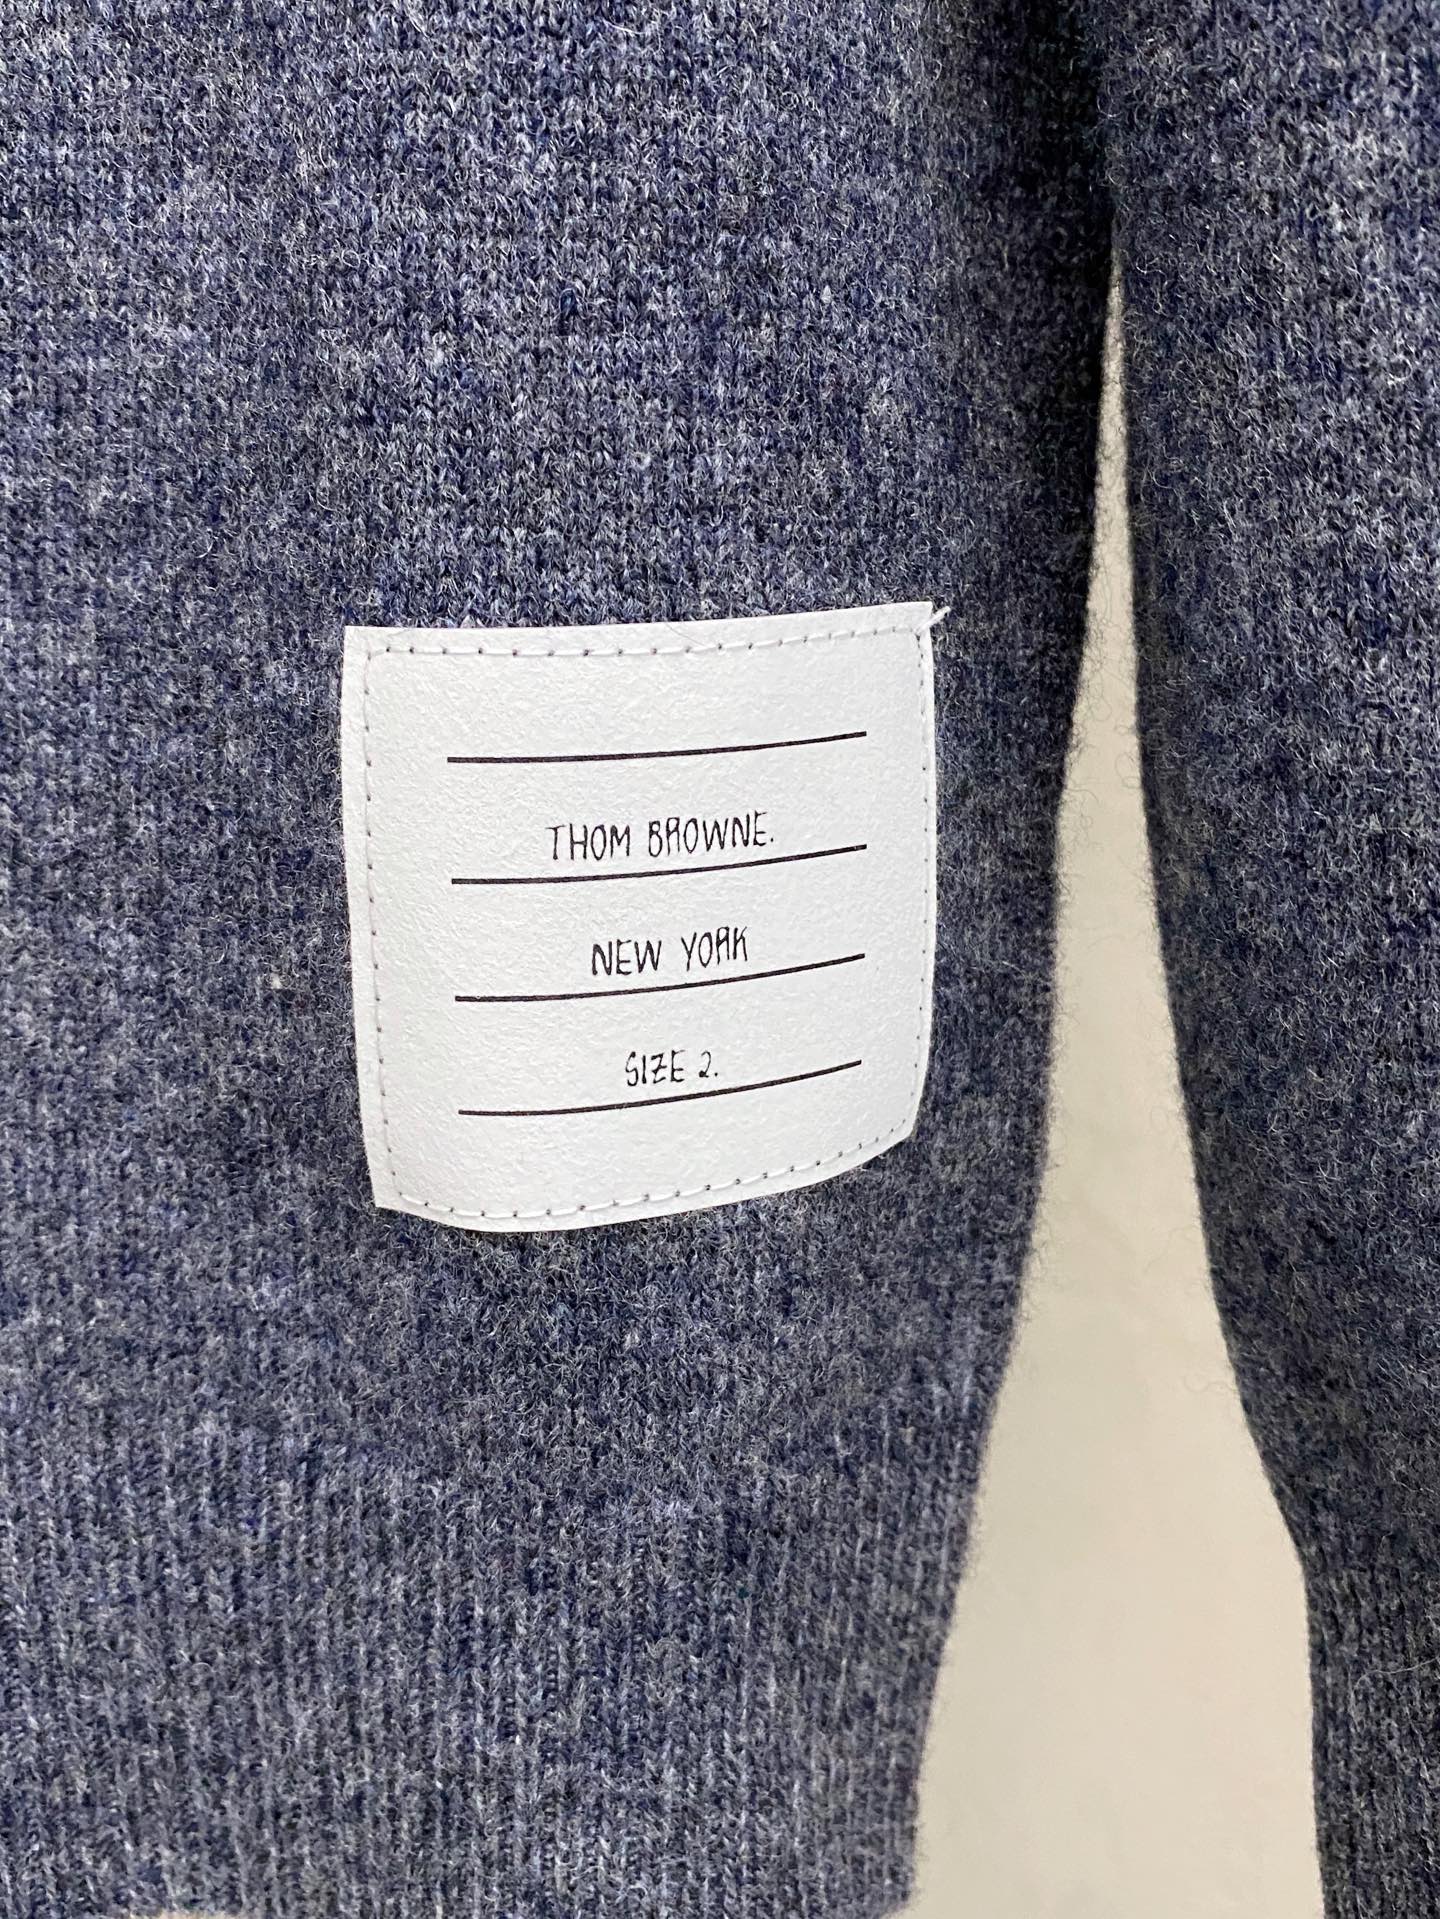 THOM BROWNE.
NEW YORK
SIZE 2.